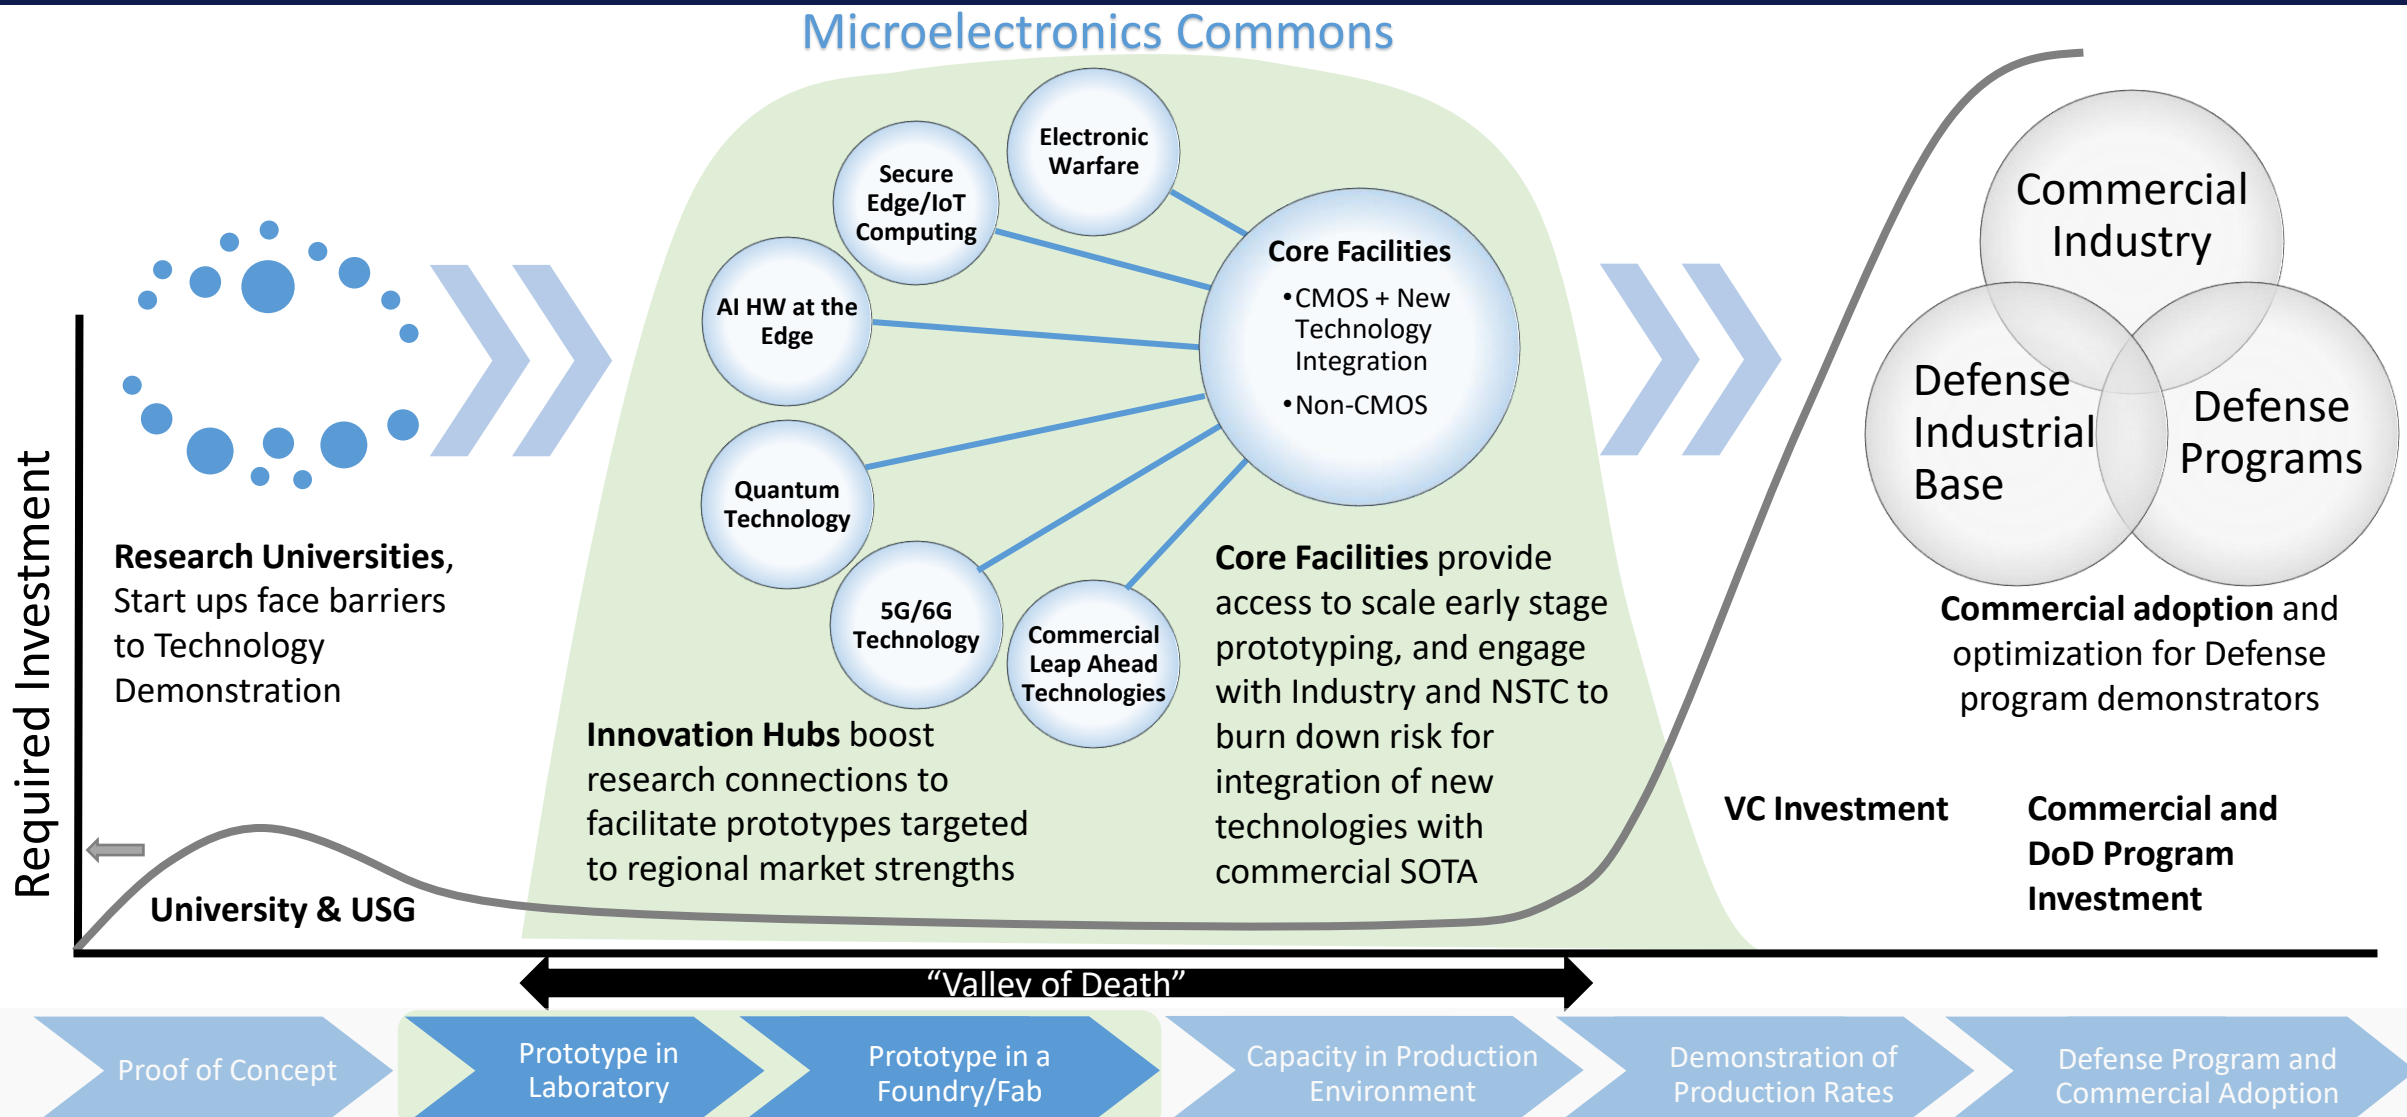 Microelectronics Commons
Required Investment
Research Universities,
Start ups face barriers
to Technology
Demonstration
University & USG
Electronic
Warfare
Secure
Edge/IoT
Computing
AI HW at the
Edge
Quantum
Technology
5G/6G
Technology
Commercial
Leap Ahead
Technologies
Core Facilities
•CMOS + New
Technology
Integration
•Non-CMOS
Innovation Hubs boost
research connections to
facilitate prototypes targeted
to regional market strengths
Core Facilities provide
access to scale early stage
prototyping, and engage
with Industry and NSTC to
burn down risk for
integration of new
technologies with
commercial SOTA
Commercial
Industry
Defense
Industrial
Base
Defense
Programs
Commercial adoption and
optimization for Defense
program demonstrators
VC Investment
Commercial and
DoD Program
Investment
“Valley of Death”
Proof of Concept
Prototype in
Laboratory
Prototype in a
Foundry/Fab
Capacity in Production
Environment
Demonstration of
Production Rates
Defense Program and
Commercial Adoption